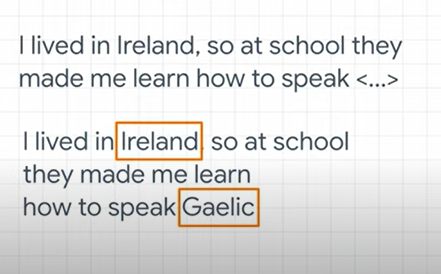 I lived in Ireland, so at school they
made me learn how to speak <...>
I lived in Ireland, so at school
they made me learn
how to speak Gaelic